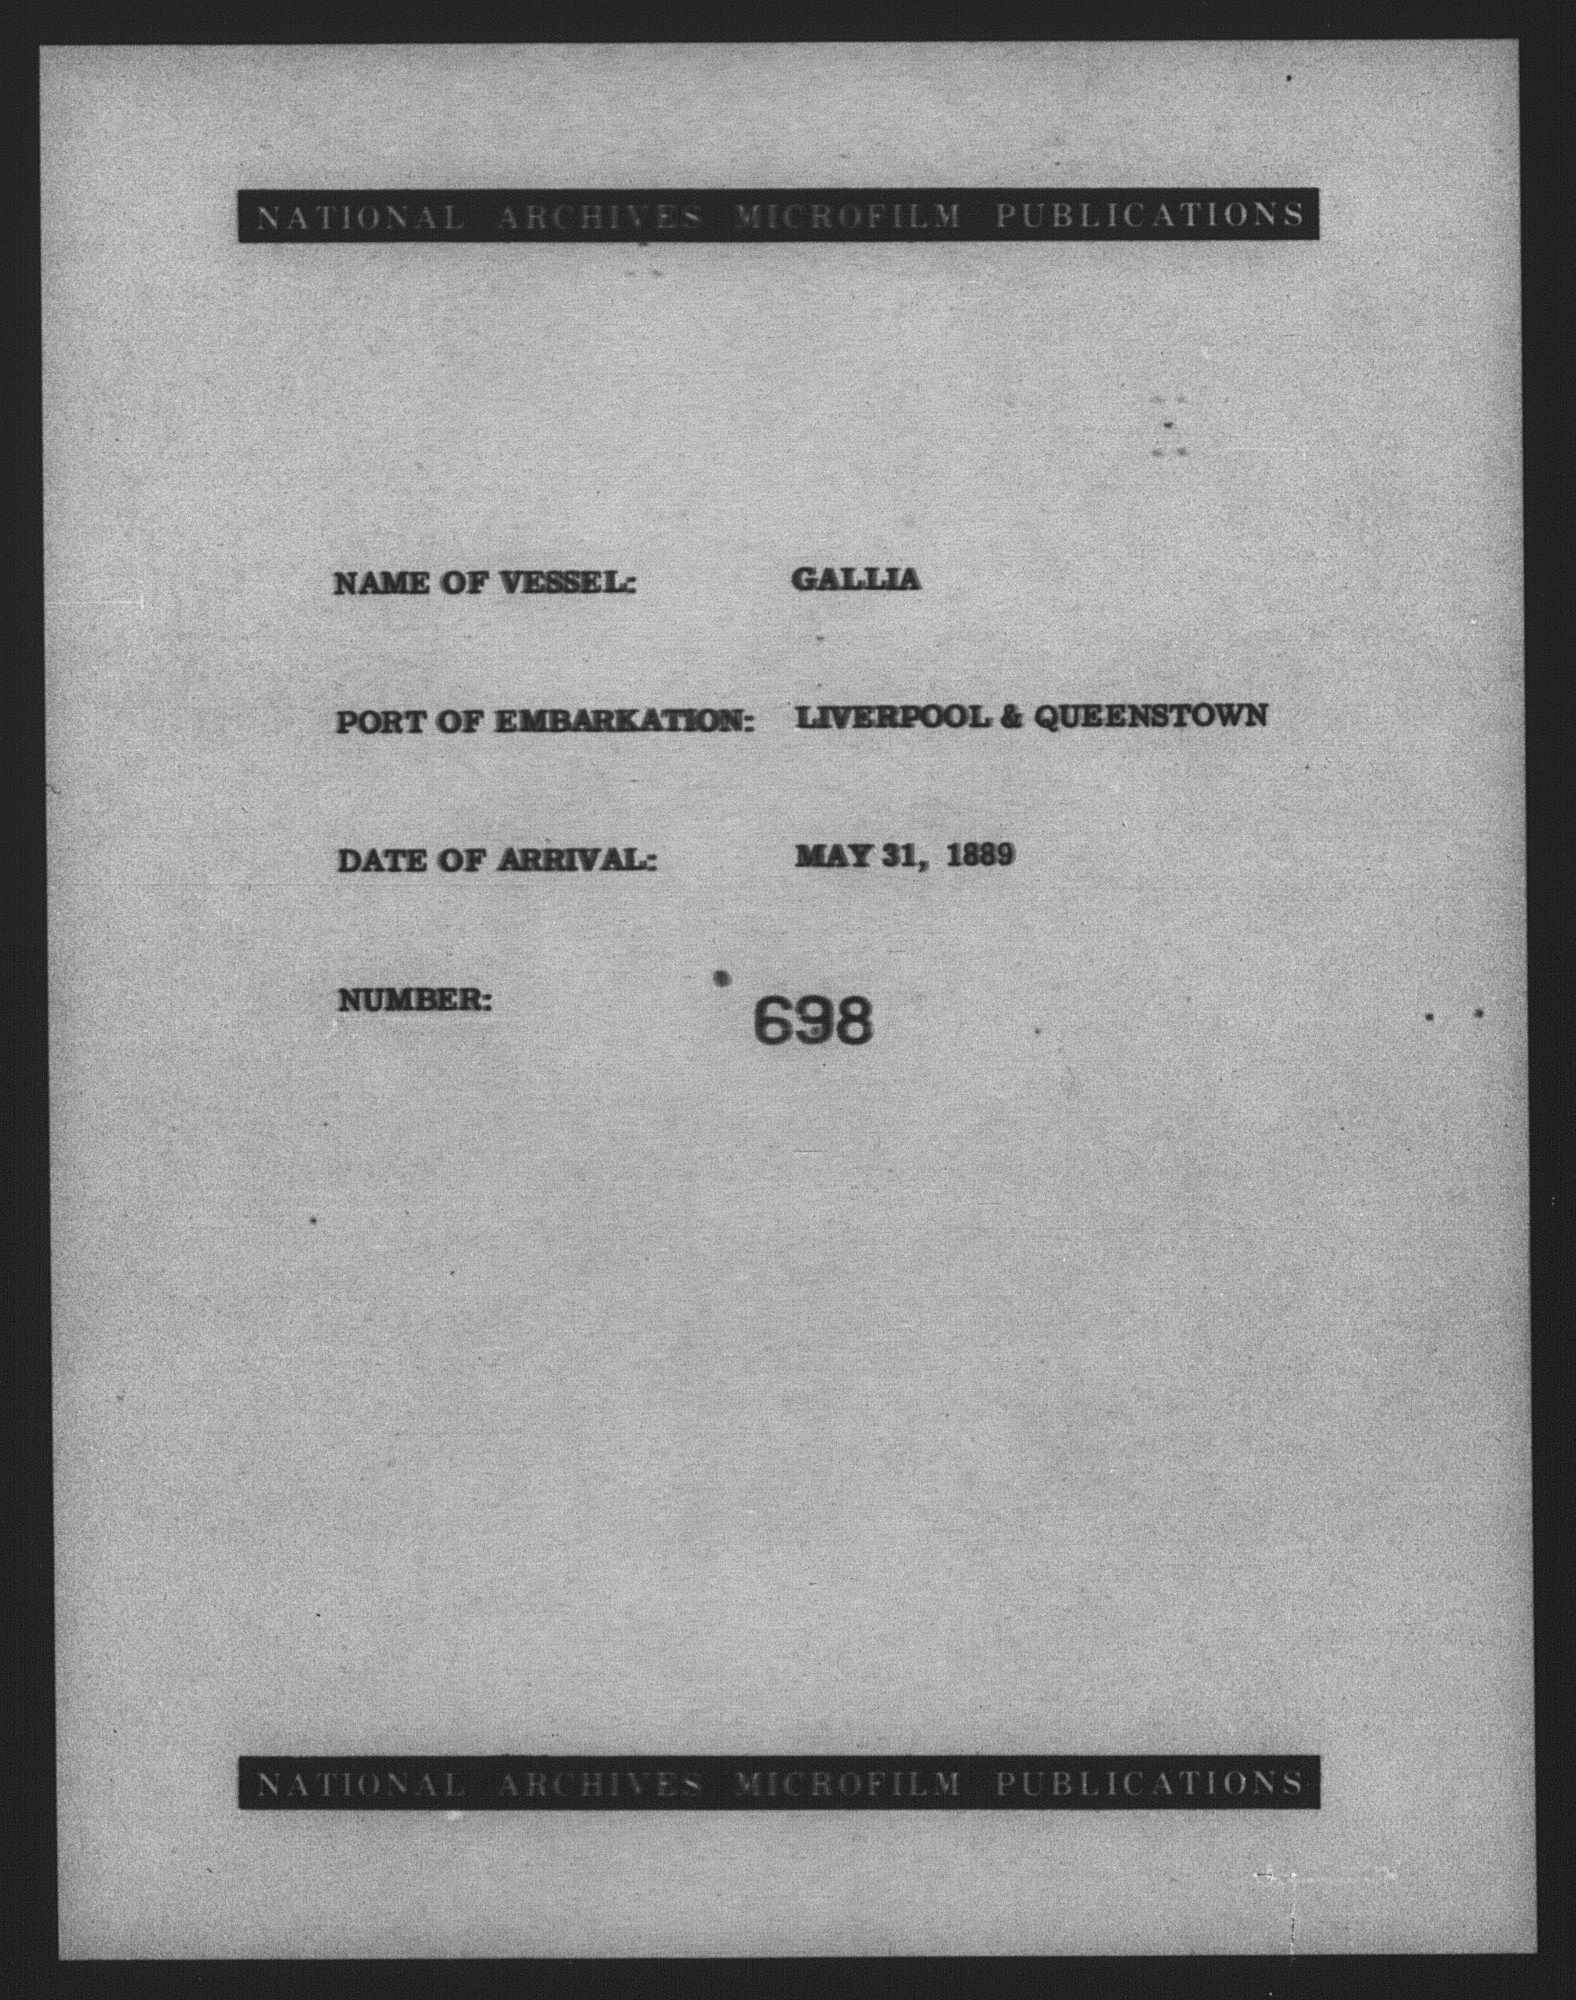 NATIONAL ARCHIVES MICROFILM PUBLICATIONS
NAME OF VESSEL: GALLIA
PORT OF EMBARKATION: LIVERPOOL & QUEENSTOWN
DATE OF ARRIVAL: MAY 31, 1889
NUMBER: 698
NATIONAL ARCHIVES MICROFILM PUBLICATIONS